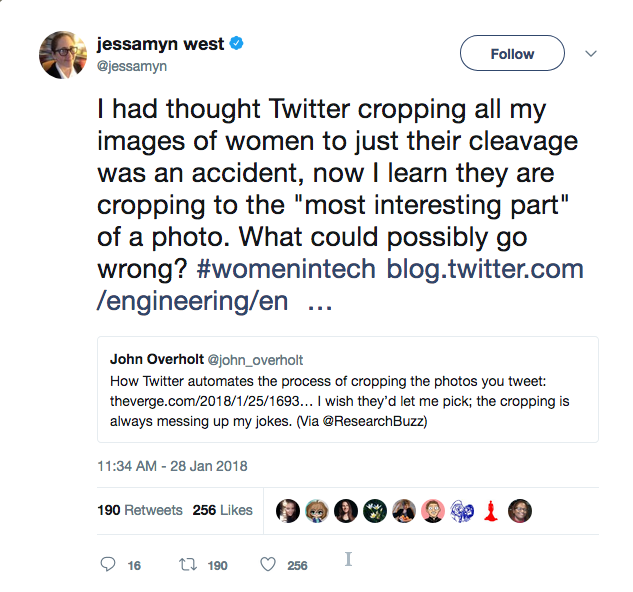 jessamyn west
@jessamyn
Follow
I had thought Twitter cropping all my
images of women to just their cleavage
was an accident, now I learn they are
cropping to the "most interesting part"
of a photo. What could possibly go
wrong? #womenintech blog.twitter.com
/engineering/en …
John Overholt @john_overholt
How Twitter automates the process of cropping the photos you tweet:
theverge.com/2018/1/25/1693… I wish they’d let me pick; the cropping is
always messing up my jokes. (Via @ResearchBuzz)
11:34 AM - 28 Jan 2018
190 Retweets 256 Likes
16 190 256